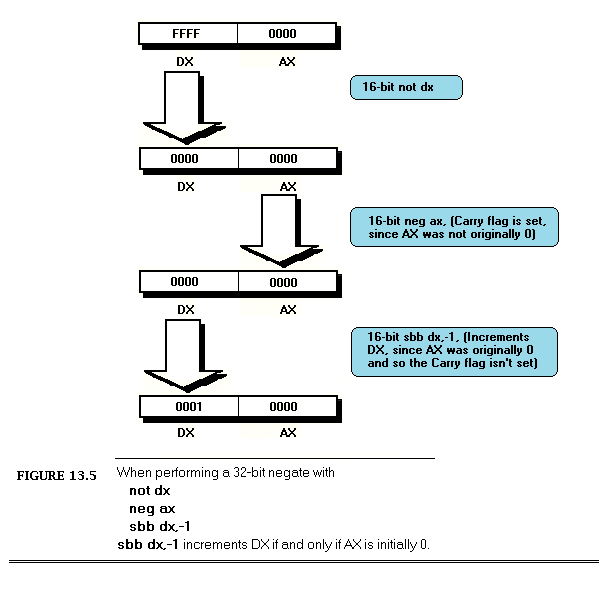 FFFF 0000
DX AX
16-bit not dx
0000 0000
DX AX
16-bit neg ax, (Carry flag is set,
since AX was not originally 0)
0000 0000
DX AX
16-bit sbb dx,-1, (Increments
DX, since AX was originally 0
and so the Carry flag isn't set)
0001 0000
DX AX
FIGURE 13.5 When performing a 32-bit negate with
not dx
neg ax
sbb dx,-1
sbb dx,-1 increments DX if and only if AX is initially 0.